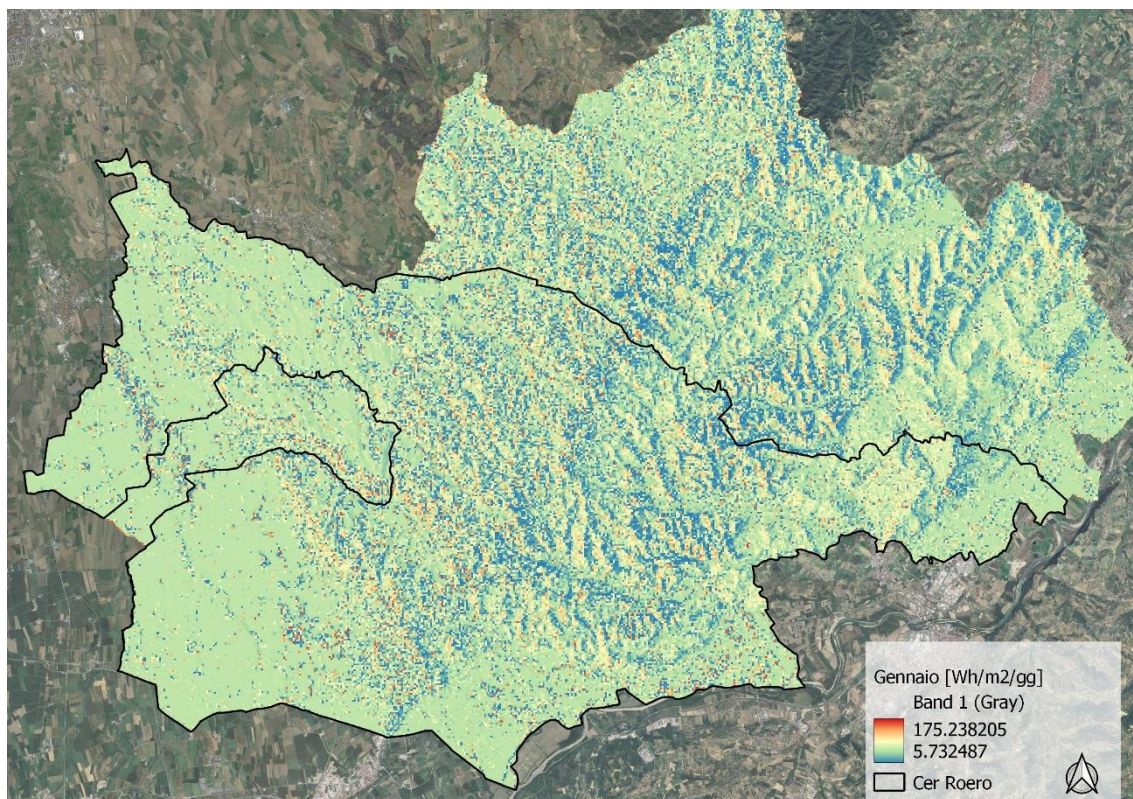 Gennaio [Wh/m2/gg]
Band 1 (Gray)
175.238205
5.732487
Cer Roero